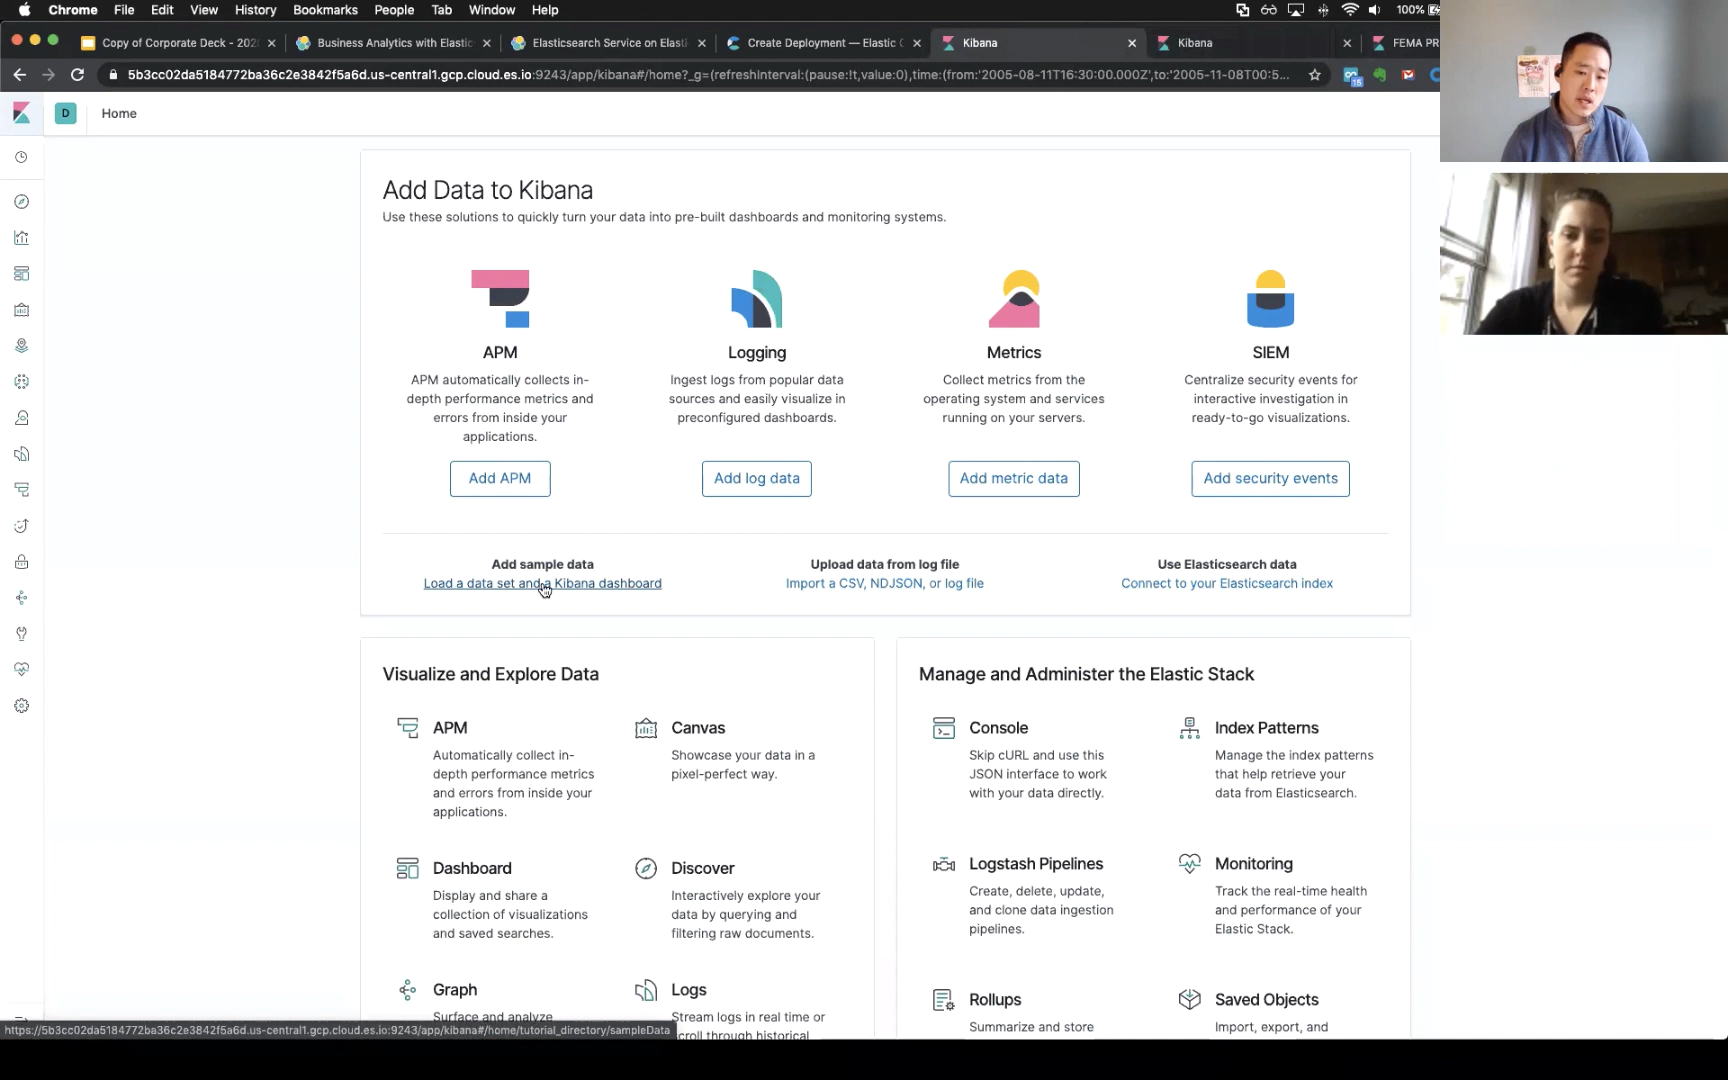 Chrome File Edit View History Bookmarks People Tab Window Help 100%
Copy of Corporate Deck - 202
Business Analytics with Elastic
Elasticsearch Service on Elasti
Create Deployment — Elastic C
Kibana
Kibana
FEMA PR
5b3cc02da5184772ba36c2e3842f5a6d.us-central1.gcp.cloud.es.io:9243/app/kibana#/home?_g=(refreshInterval:(pause:!t,value:0),time:(from:'2005-08-11T16:30:00.000Z',to:'2005-11-08T00:5...
15
D Home
Add Data to Kibana
Use these solutions to quickly turn your data into pre-built dashboards and monitoring systems.
APM
APM automatically collects in-
depth performance metrics and
errors from inside your
applications.
Add APM
Logging
Ingest logs from popular data
sources and easily visualize in
preconfigured dashboards.
Add log data
Metrics
Collect metrics from the
operating system and services
running on your servers.
Add metric data
SIEM
Centralize security events for
interactive investigation in
ready-to-go visualizations.
Add security events
Add sample data
Load a data set and a Kibana dashboard
Upload data from log file
Import a CSV, NDJSON, or log file
Use Elasticsearch data
Connect to your Elasticsearch index
Visualize and Explore Data
APM
Automatically collect in-
depth performance metrics
and errors from inside your
applications.
Canvas
Showcase your data in a
pixel-perfect way.
Dashboard
Display and share a
collection of visualizations
and saved searches.
Discover
Interactively explore your
data by querying and
filtering raw documents.
Graph
Surface and analyze
Logs
Stream logs in real time or
scroll through historical
Manage and Administer the Elastic Stack
Console
Skip cURL and use this
JSON interface to work
with your data directly.
Index Patterns
Manage the index patterns
that help retrieve your
data from Elasticsearch.
Logstash Pipelines
Create, delete, update,
and clone data ingestion
pipelines.
Monitoring
Track the real-time health
and performance of your
Elastic Stack.
Rollups
Summarize and store
Saved Objects
Import, export, and
https://5b3cc02da5184772ba36c2e3842f5a6d.us-central1.gcp.cloud.es.io:9243/app/kibana#/home/tutorial_directory/sampleData